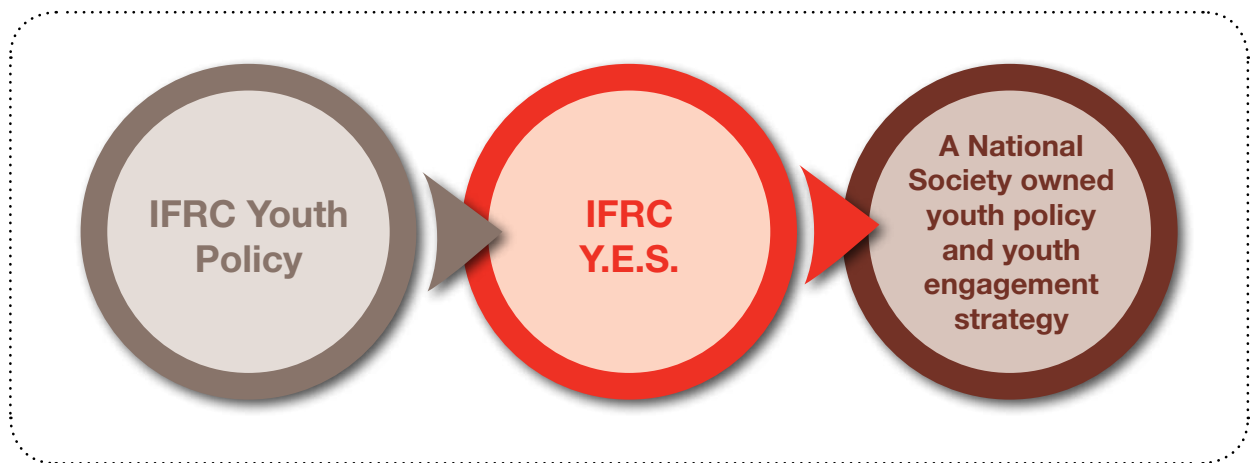 IFRC Youth
Policy
IFRC
Y.E.S.
A National
Society owned
youth policy
and youth
engagement
strategy